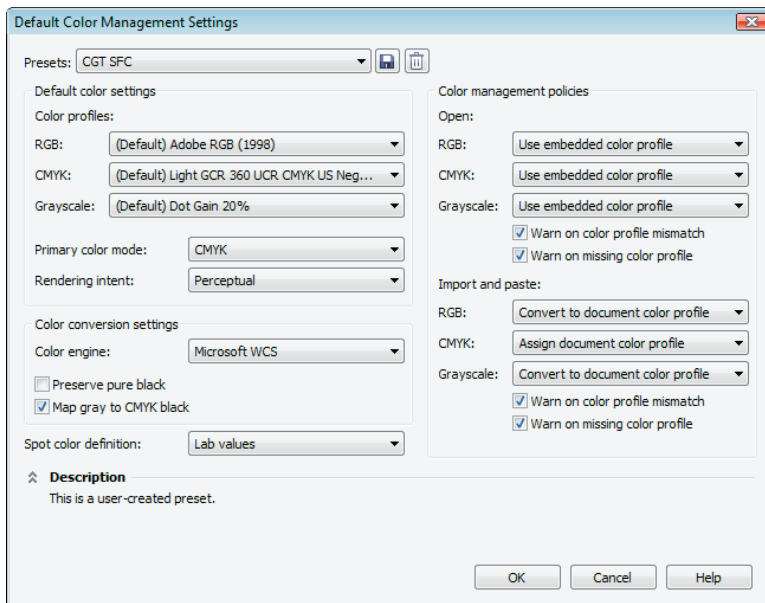 Default Color Management Settings
Presets: CGT SFC
Default color settings
Color profiles:
RGB: (Default) Adobe RGB (1998)
CMYK: (Default) Light GCR 360 UCR CMYK US Neg...
Grayscale: (Default) Dot Gain 20%
Primary color mode: CMYK
Rendering intent: Perceptual
Color conversion settings
Color engine: Microsoft WCS
Preserve pure black
Map gray to CMYK black
Spot color definition: Lab values
Color management policies
Open:
RGB: Use embedded color profile
CMYK: Use embedded color profile
Grayscale: Use embedded color profile
Warn on color profile mismatch
Warn on missing color profile
Import and paste:
RGB: Convert to document color profile
CMYK: Assign document color profile
Grayscale: Convert to document color profile
Warn on color profile mismatch
Warn on missing color profile
Description
This is a user-created preset.
OK Cancel Help